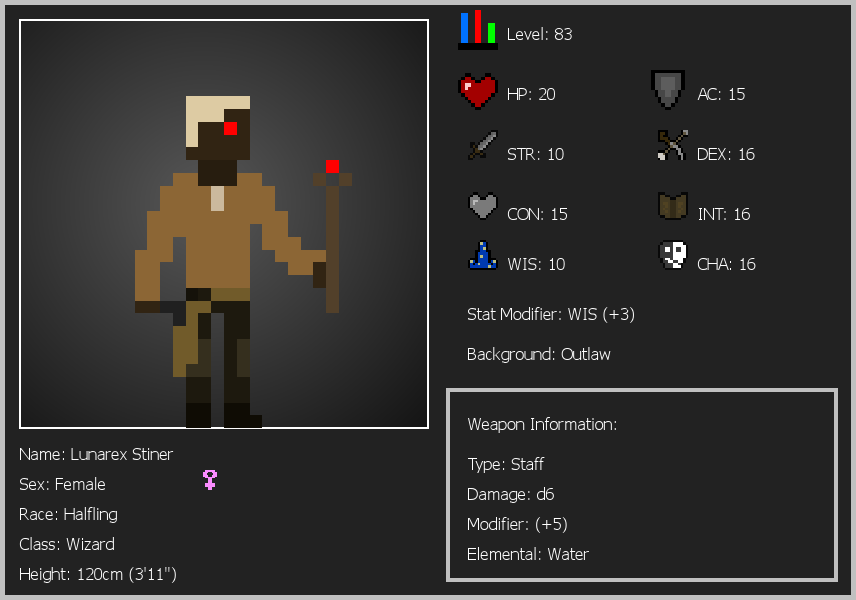 Level: 83
HP: 20
AC: 15
STR: 10
DEX: 16
CON: 15
INT: 16
WIS: 10
CHA: 16
Stat Modifier: WIS (+3)
Background: Outlaw
Weapon Information:
Type: Staff
Damage: d6
Modifier: (+5)
Elemental: Water
Name: Lunarex Stiner
Sex: Female
Race: Halfling
Class: Wizard
Height: 120cm (3'11")